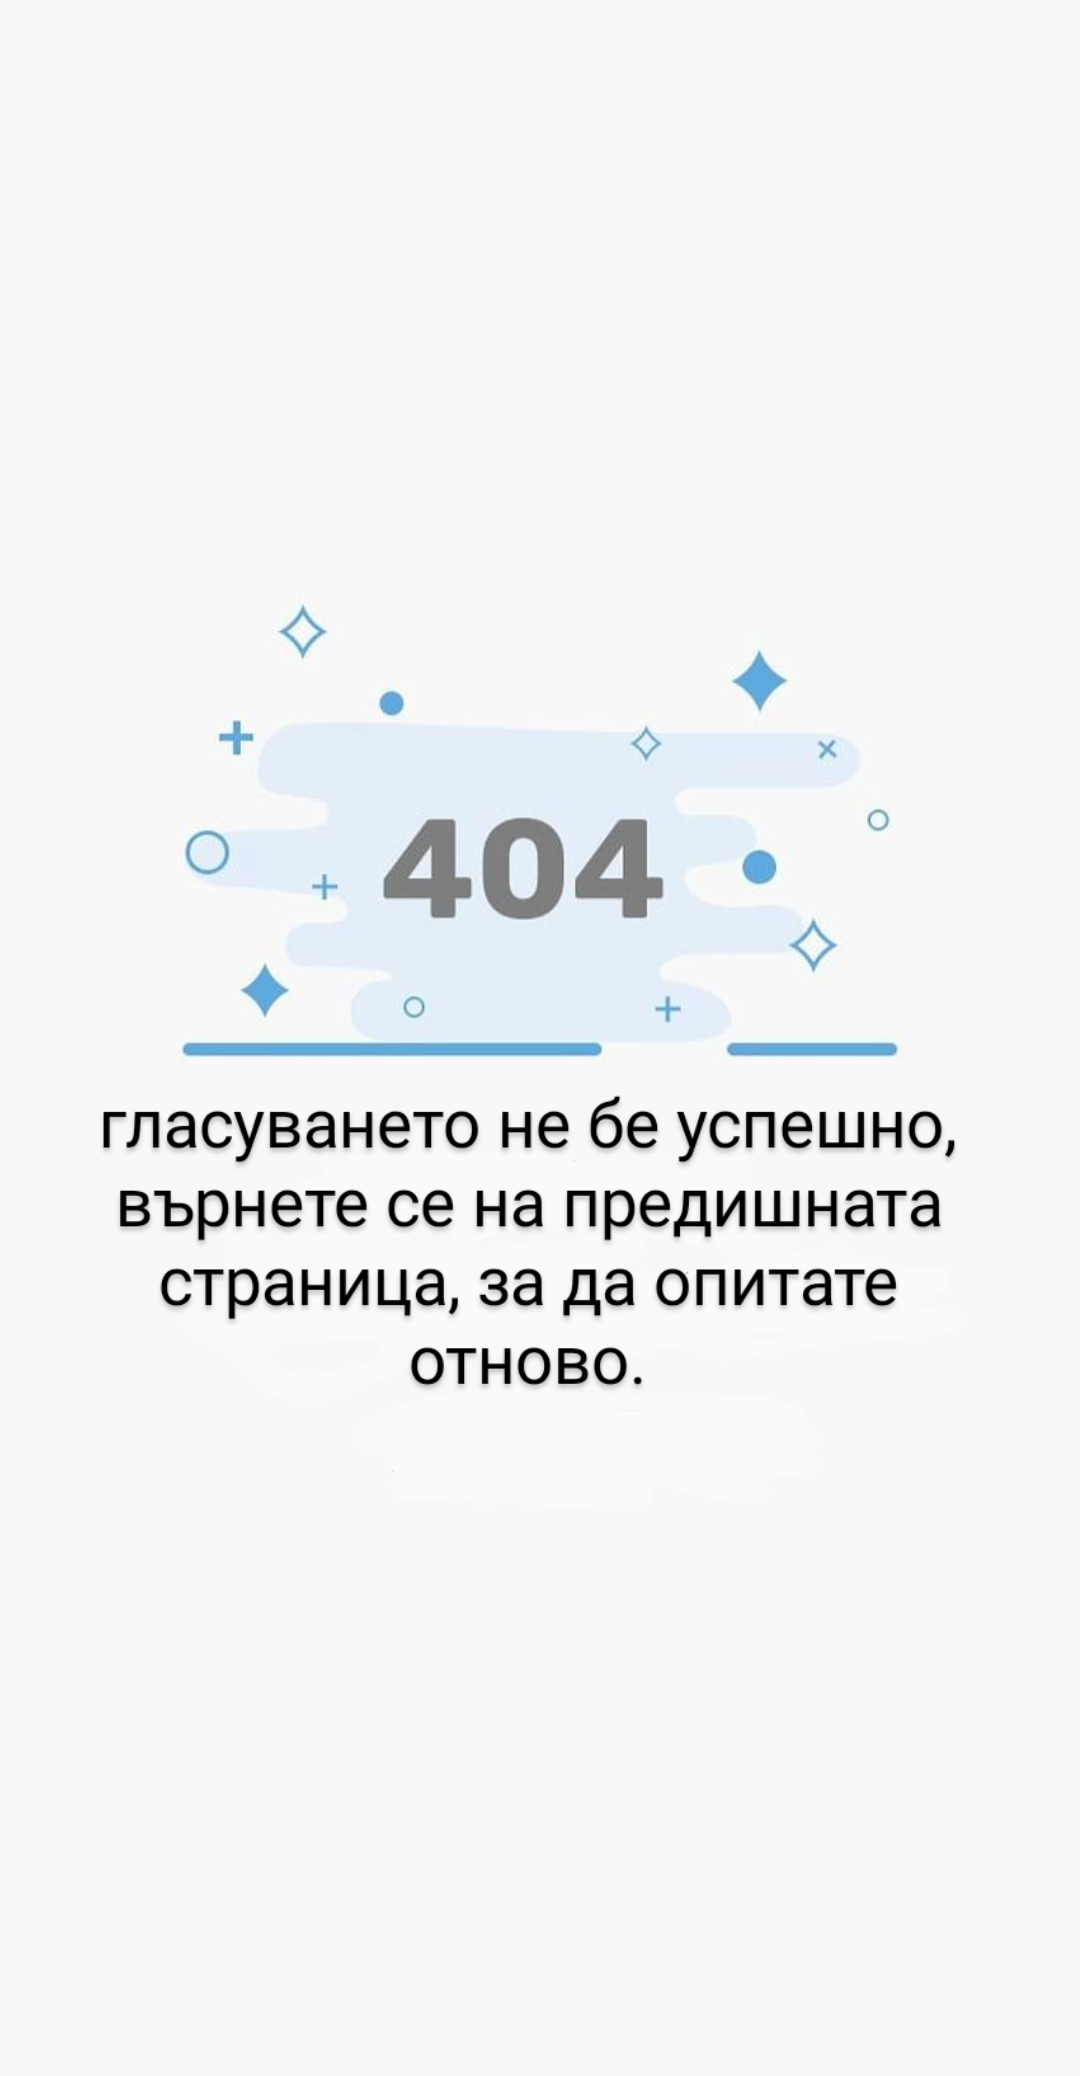 404
гласуването не бе успешно,
върнете се на предишната
страница, за да опитате
отново.